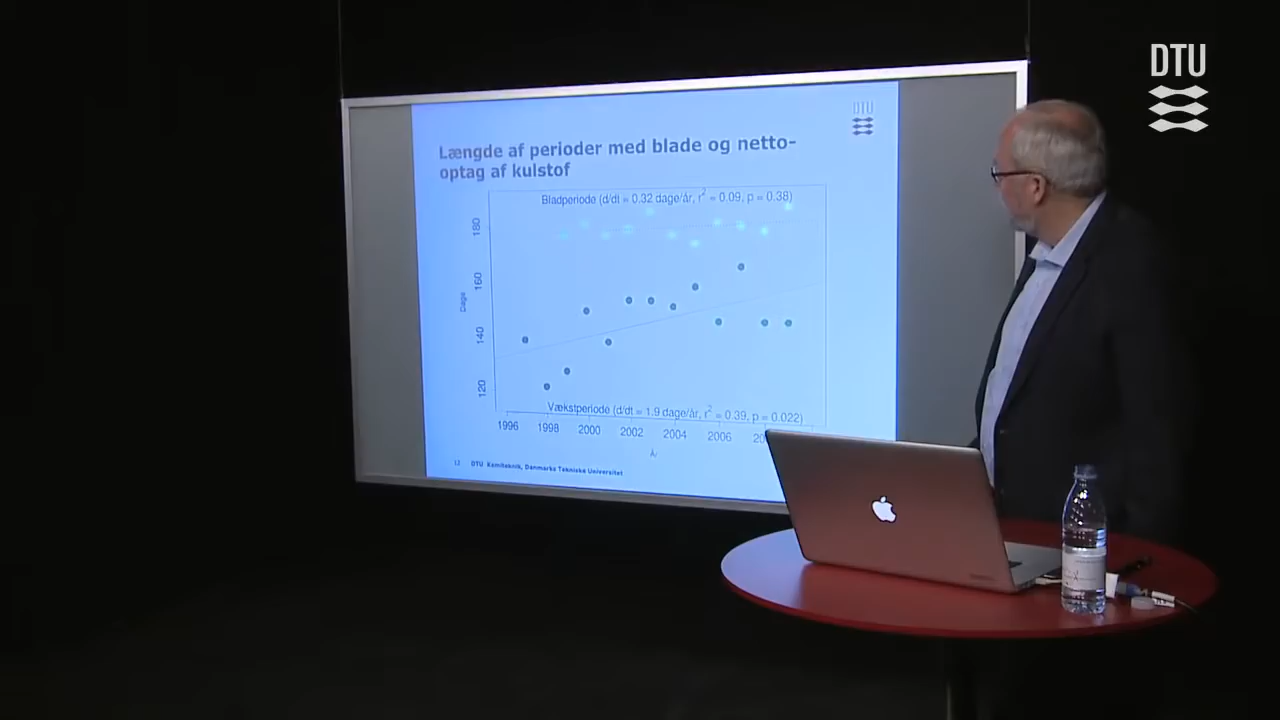 DTU
DTU
Længde af perioder med blade og netto-
optag af kulstof
Bladperiode (d/dt = 0.32 dage/år, r² = 0.09, p = 0.38)
180
160
140
120
Dage
Vækstperiode (d/dt = 1.9 dage/år, r² = 0.39, p = 0.022)
1996 1998 2000 2002 2004 2006
År
12 DTU Kemiteknik, Danmarks Tekniske Universitet